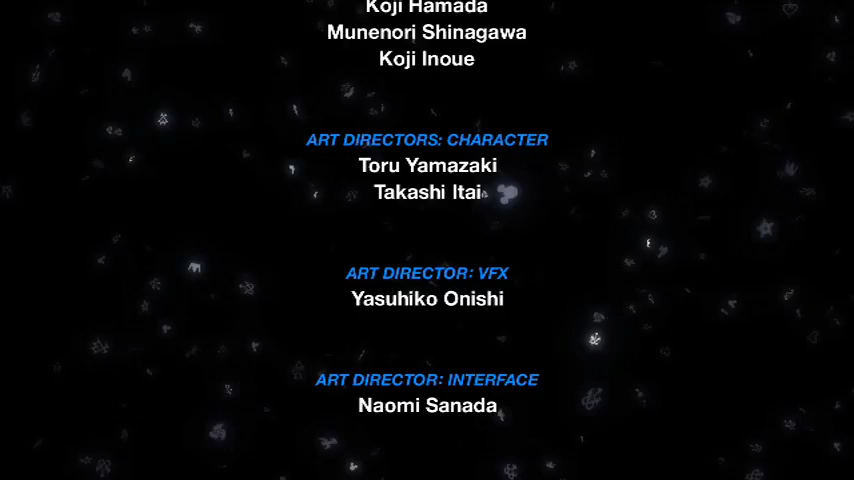 Koji Hamada
Munenori Shinagawa
Koji Inoue
ART DIRECTORS: CHARACTER
Toru Yamazaki
Takashi Itai
ART DIRECTOR: VFX
Yasuhiko Onishi
ART DIRECTOR: INTERFACE
Naomi Sanada